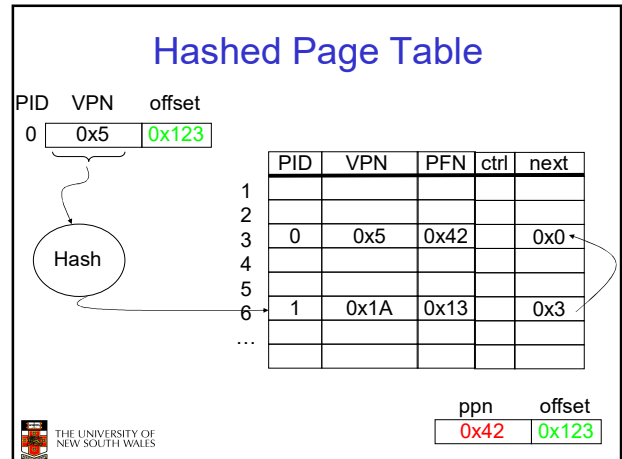 Hashed Page Table
PID VPN offset
0 0x5 0x123
PID VPN PFN ctrl next
1
2
3 0 0x5 0x42 0x0
Hash
4
5
6 1 0x1A 0x13 0x3
…
ppn offset
0x42 0x123
THE UNIVERSITY OF
NEW SOUTH WALES